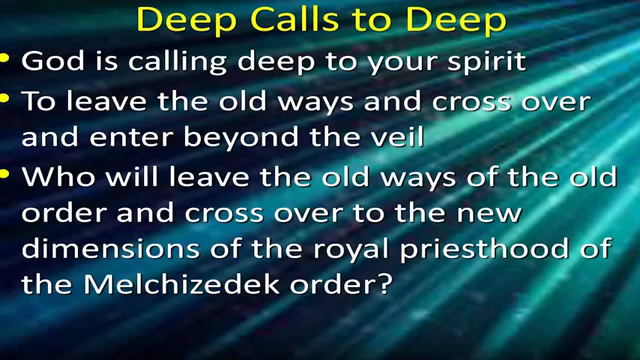 Deep Calls to Deep
• God is calling deep to your spirit
• To leave the old ways and cross over
and enter beyond the veil
• Who will leave the old ways of the old
order and cross over to the new
dimensions of the royal priesthood of
the Melchizedek order?